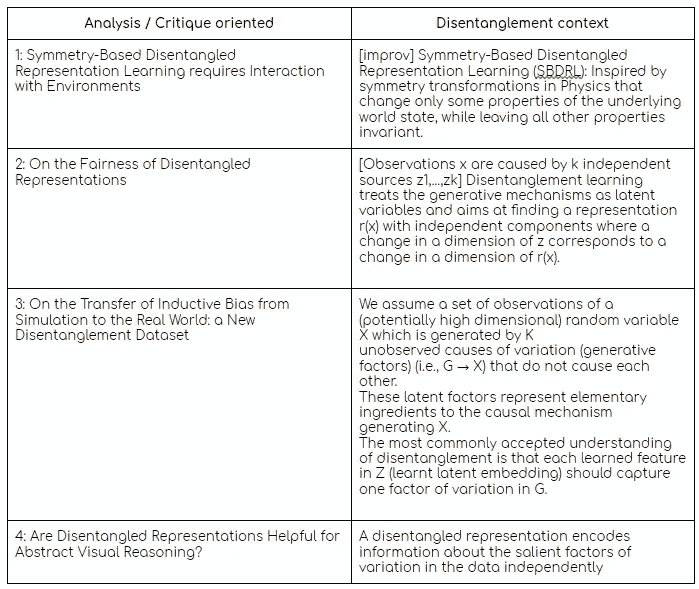 Analysis / Critique oriented
Disentanglement context
1: Symmetry-Based Disentangled
Representation Learning requires Interaction
with Environments
[improv] Symmetry-Based Disentangled
Representation Learning (SBDRL): Inspired by
symmetry transformations in Physics that
change only some properties of the underlying
world state, while leaving all other properties
invariant.
2: On the Fairness of Disentangled
Representations
[Observations x are caused by k independent
sources z1,...,zk] Disentanglement learning
treats the generative mechanisms as latent
variables and aims at finding a representation
r(x) with independent components where a
change in a dimension of z corresponds to a
change in a dimension of r(x).
3: On the Transfer of Inductive Bias from
Simulation to the Real World: a New
Disentanglement Dataset
We assume a set of observations of a
(potentially high dimensional) random variable
X which is generated by K
unobserved causes of variation (generative
factors) (i.e., G → X) that do not cause each
other.
These latent factors represent elementary
ingredients to the causal mechanism
generating X.
The most commonly accepted understanding
of disentanglement is that each learned feature
in Z (learnt latent embedding) should capture
one factor of variation in G.
4: Are Disentangled Representations Helpful for
Abstract Visual Reasoning?
A disentangled representation encodes
information about the salient factors of
variation in the data independently